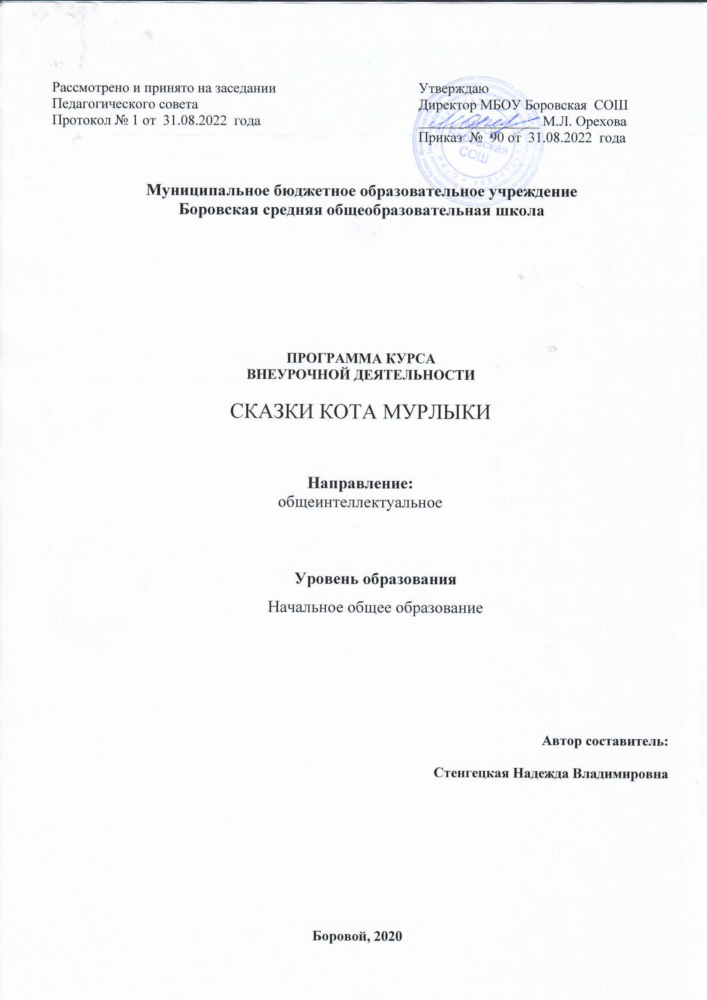 Рассмотрено и принято на заседании
Педагогического совета
Протокол № 1 от 31.08.2022 года
Утверждаю
Директор МБОУ Боровская СОШ
М.Л. Орехова
Приказ № 90 от 31.08.2022 года
Боровская
СОШ
Муниципальное бюджетное образовательное учреждение
Боровская средняя общеобразовательная школа
ПРОГРАММА КУРСА
ВНЕУРОЧНОЙ ДЕЯТЕЛЬНОСТИ
СКАЗКИ КОТА МУРЛЫКИ
Направление:
общеинтеллектуальное
Уровень образования
Начальное общее образование
Автор составитель:
Стенгецкая Надежда Владимировна
Боровой, 2020